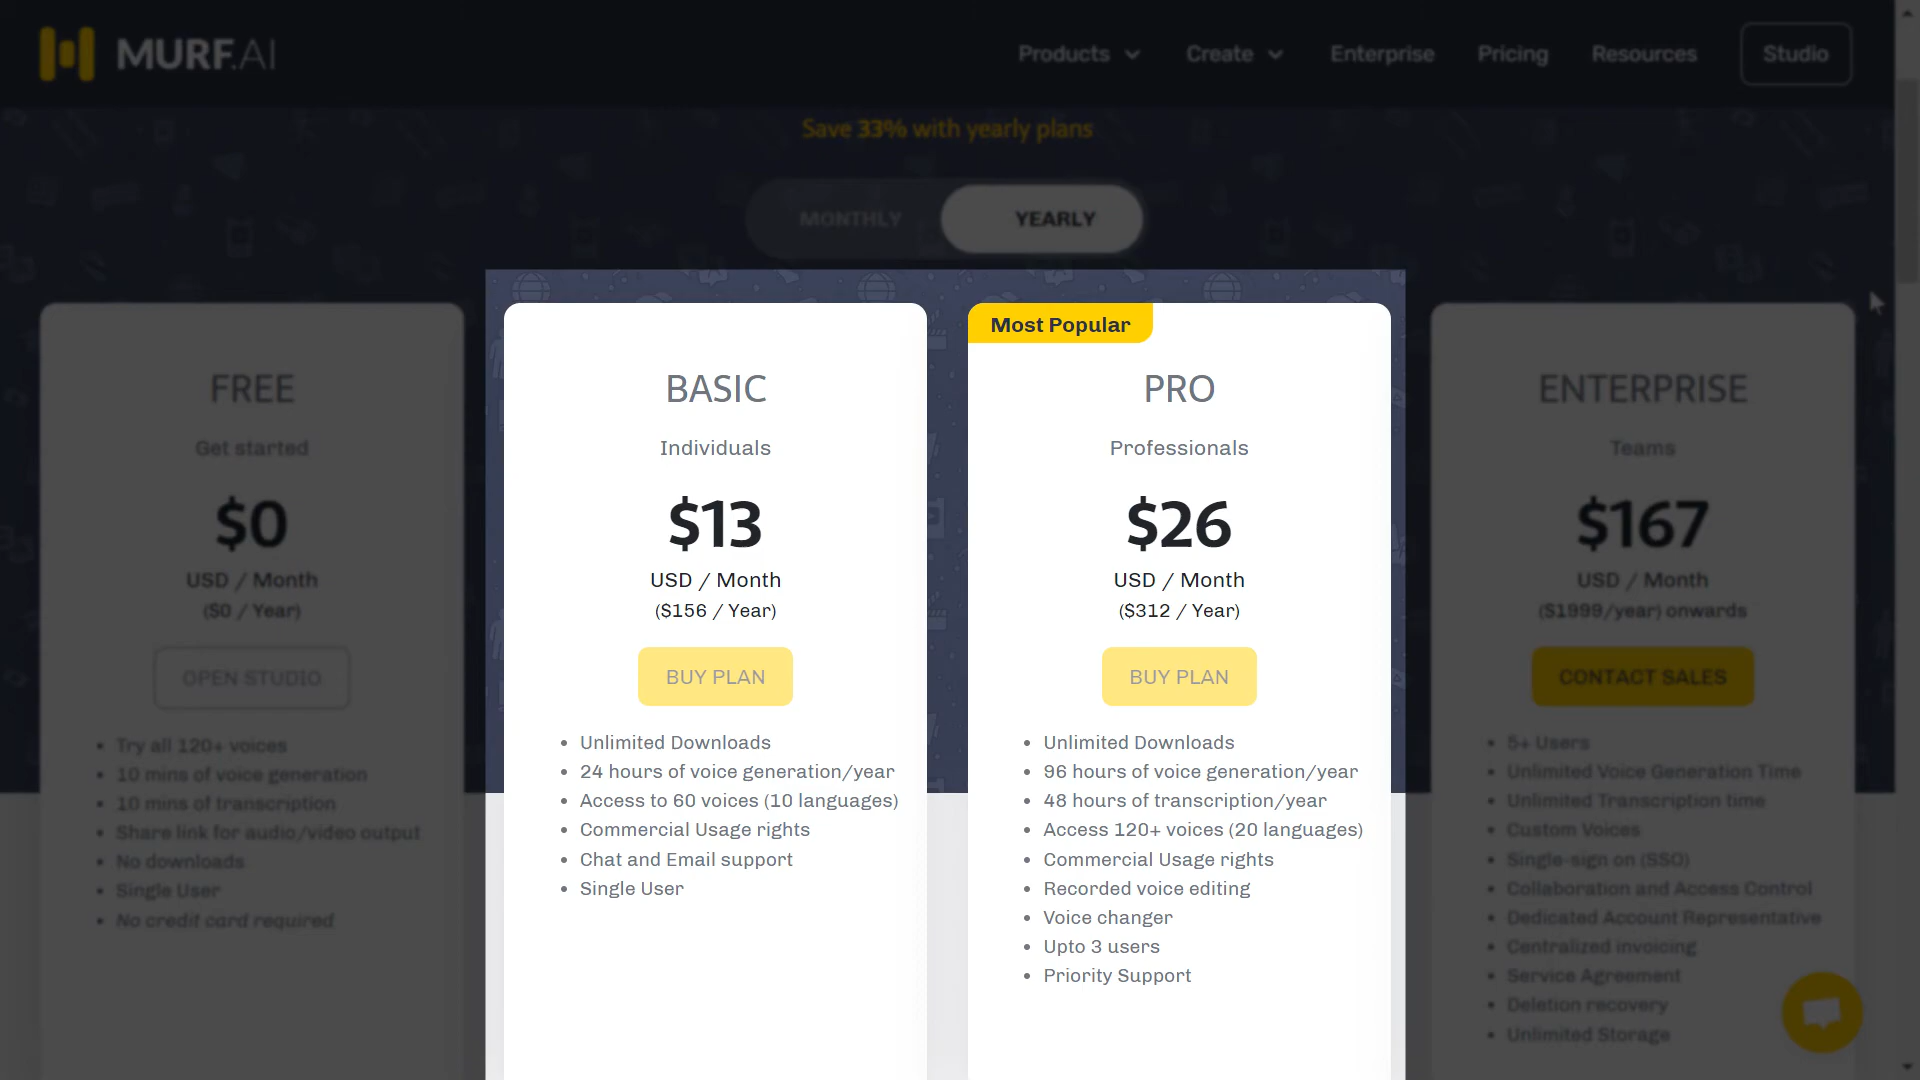 MURF.AI
Products
Create
Enterprise
Pricing
Resources
Studio
Save 33% with yearly plans
MONTHLY
YEARLY
FREE
Get started
$0
USD / Month
($0 / Year)
OPEN STUDIO
Try all 120+ voices
10 mins of voice generation
10 mins of transcription
Share link for audio/video output
No downloads
Single User
No credit card required
BASIC
Individuals
$13
USD / Month
($156 / Year)
BUY PLAN
Unlimited Downloads
24 hours of voice generation/year
Access to 60 voices (10 languages)
Commercial Usage rights
Chat and Email support
Single User
Most Popular
PRO
Professionals
$26
USD / Month
($312 / Year)
BUY PLAN
Unlimited Downloads
96 hours of voice generation/year
48 hours of transcription/year
Access 120+ voices (20 languages)
Commercial Usage rights
Recorded voice editing
Voice changer
Upto 3 users
Priority Support
ENTERPRISE
Teams
$167
USD / Month
($1999/year) onwards
CONTACT SALES
5+ Users
Unlimited Voice Generation Time
Unlimited Transcription time
Custom Voices
Single-sign on (SSO)
Collaboration and Access Control
Dedicated Account Representative
Centralized invoicing
Service Agreement
Deletion recovery
Unlimited Storage